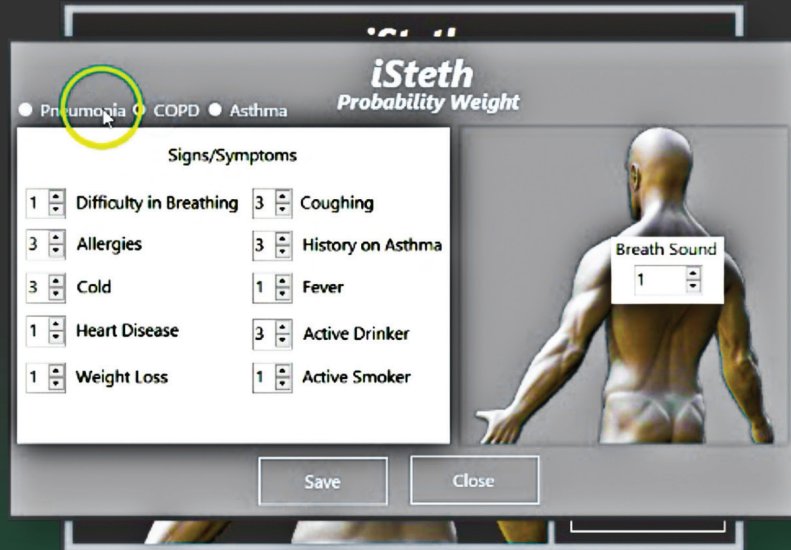 iSteth
Probability Weight
Pneumonia COPD Asthma
Signs/Symptoms
1 Difficulty in Breathing 3 Coughing
3 Allergies 3 History on Asthma
3 Cold 1 Fever
1 Heart Disease 3 Active Drinker
1 Weight Loss 1 Active Smoker
Breath Sound
1
Save Close